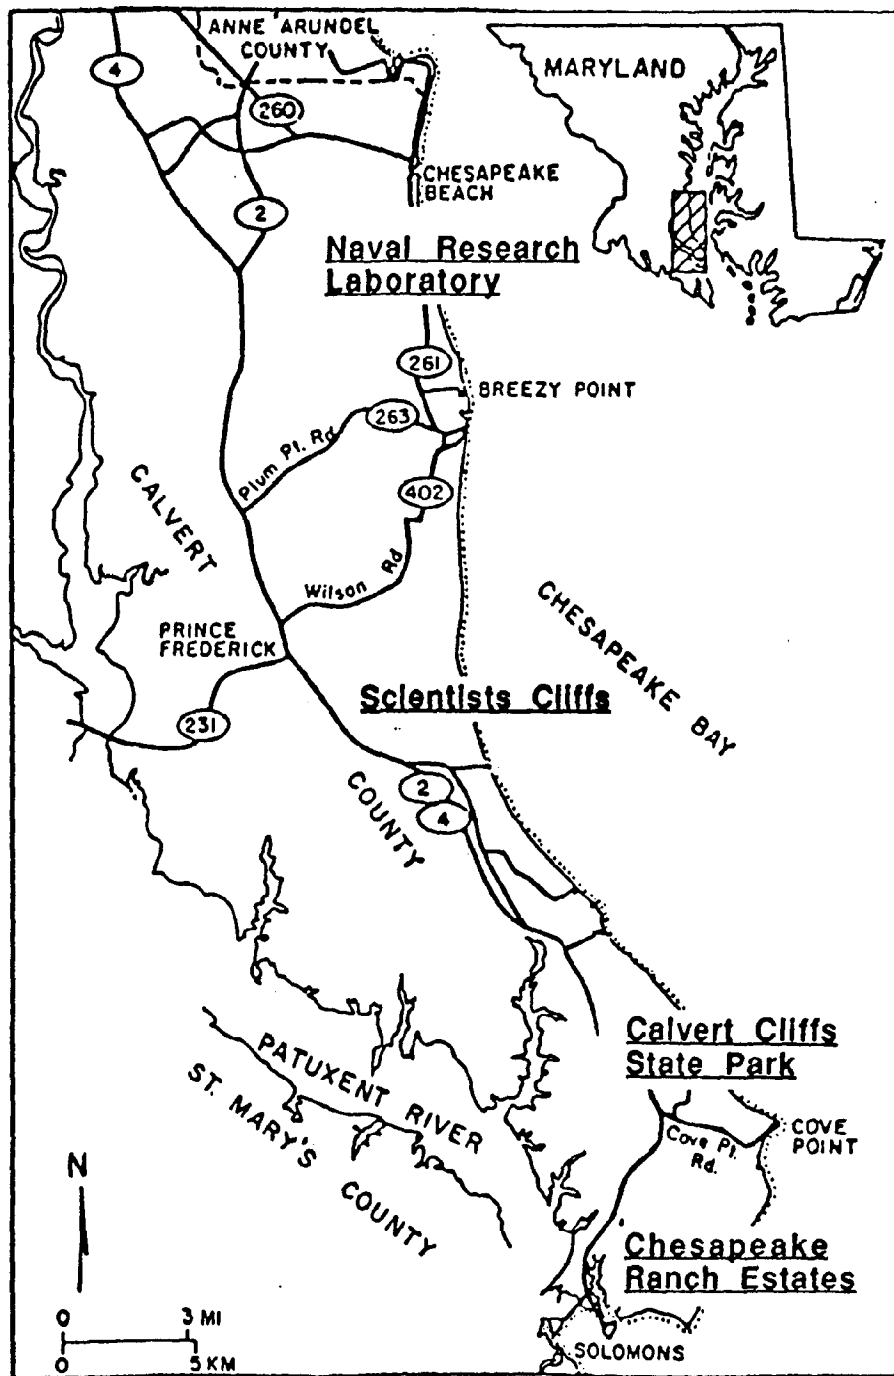 ANNE ARUNDEL
COUNTY
MARYLAND
4
260
CHESAPEAKE
BEACH
2
Naval Research
Laboratory
261
BREEZY POINT
263
Plum Pt. Rd
402
CALVERT
Wilson Rd
CHESAPEAKE BAY
PRINCE
FREDERICK
Scientists Cliffs
231
2
4
COUNTY
Calvert Cliffs
State Park
PATUXENT RIVER
ST. MARY'S COUNTY
COVE
POINT
Cove Pt.
Rd.
N
Chesapeake
Ranch Estates
0 3 MI
0 5 KM
SOLOMONS